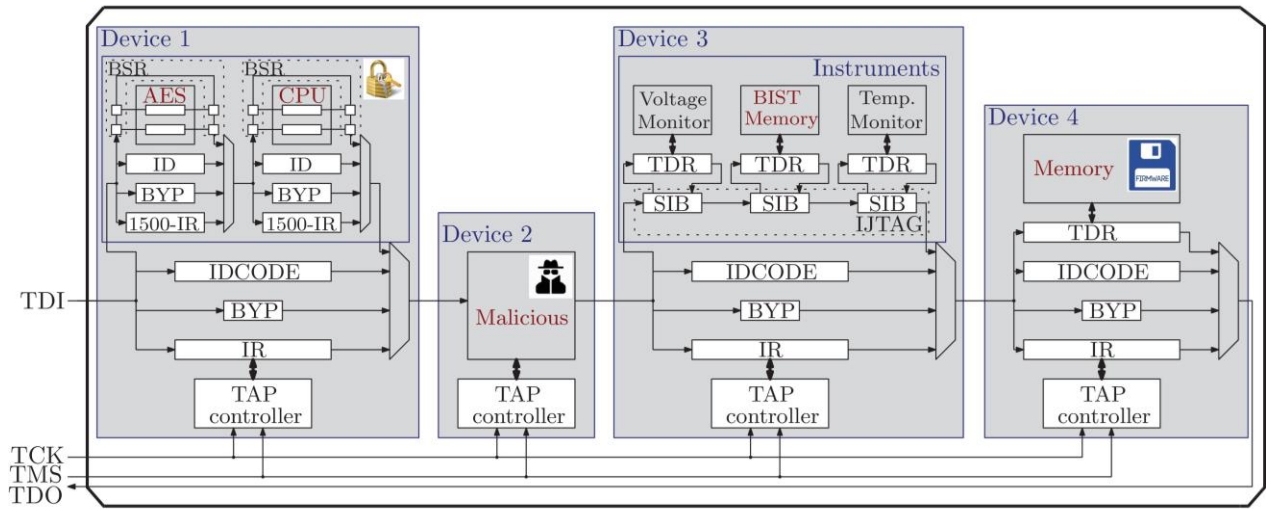 Device 1
BSR
BSR
AES
CPU
ID
ID
BYP
BYP
1500-IR
1500-IR
IDCODE
BYP
IR
TAP
controller
Device 2
Malicious
TAP
controller
Device 3
Instruments
Voltage
Monitor
BIST
Memory
Temp.
Monitor
TDR
TDR
TDR
SIB
SIB
SIB
IJTAG
IDCODE
BYP
IR
TAP
controller
Device 4
Memory
FIRMWARE
TDR
IDCODE
BYP
IR
TAP
controller
TDI
TCK
TMS
TDO